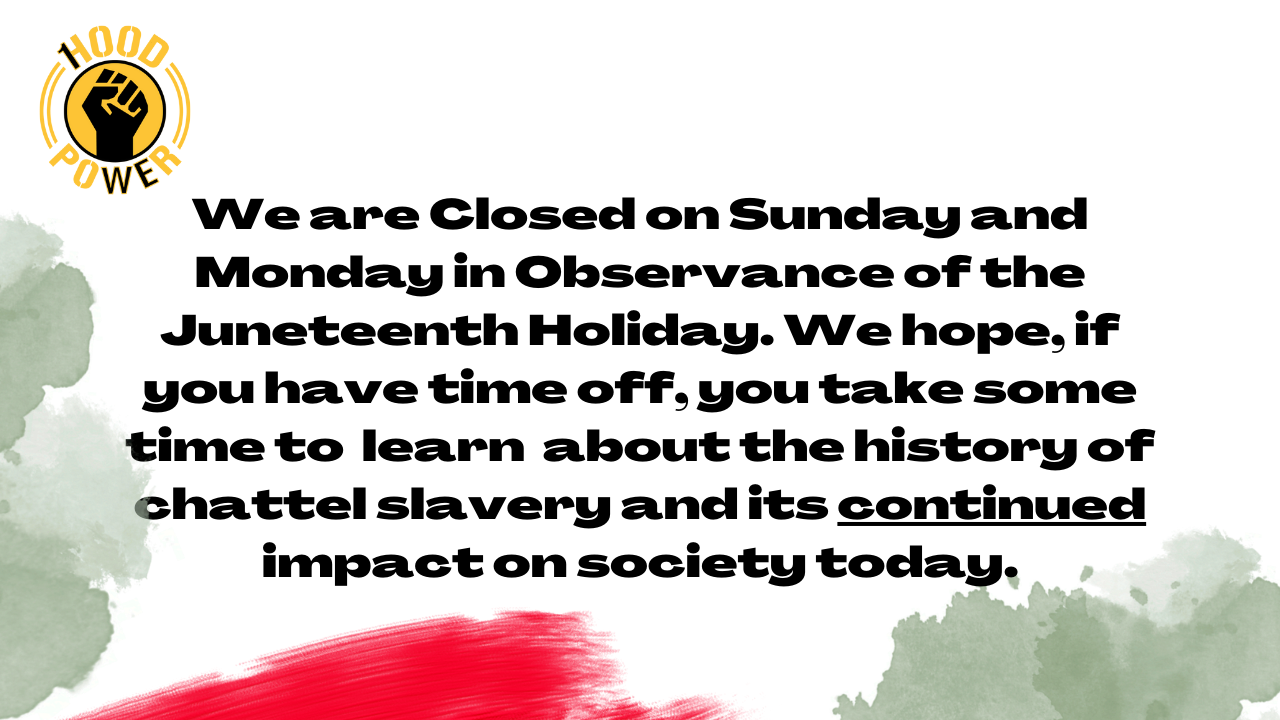 1HOOD
POWER
We are Closed on Sunday and
Monday in Observance of the
Juneteenth Holiday. We hope, if
you have time off, you take some
time to learn about the history of
chattel slavery and its continued
impact on society today.